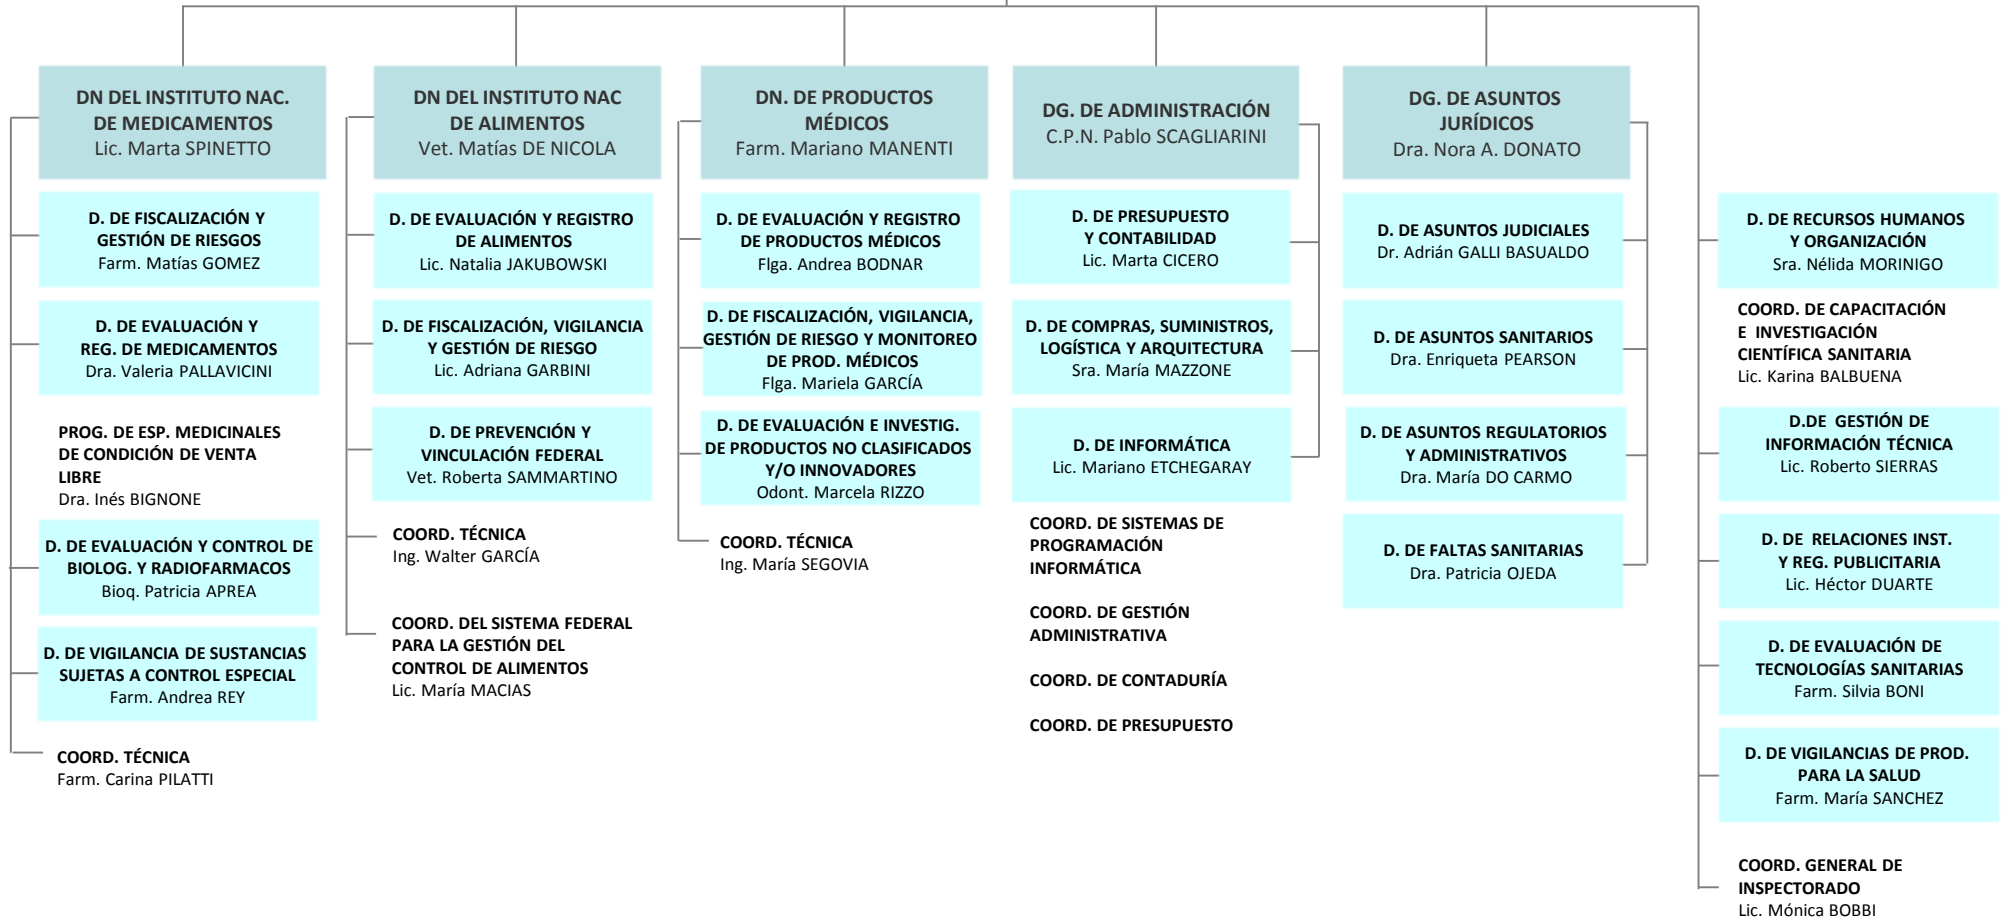 DN DEL INSTITUTO NAC.
DE MEDICAMENTOS
Lic. Marta SPINETTO
D. DE FISCALIZACIÓN Y
GESTIÓN DE RIESGOS
Farm. Matías GOMEZ
D. DE EVALUACIÓN Y
REG. DE MEDICAMENTOS
Dra. Valeria PALLAVICINI
PROG. DE ESP. MEDICINALES
DE CONDICIÓN DE VENTA
LIBRE
Dra. Inés BIGNONE
D. DE EVALUACIÓN Y CONTROL DE
BIOLOG. Y RADIOFARMACOS
Bioq. Patricia APREA
D. DE VIGILANCIA DE SUSTANCIAS
SUJETAS A CONTROL ESPECIAL
Farm. Andrea REY
COORD. TÉCNICA
Farm. Carina PILATTI
DN DEL INSTITUTO NAC
DE ALIMENTOS
Vet. Matías DE NICOLA
D. DE EVALUACIÓN Y REGISTRO
DE ALIMENTOS
Lic. Natalia JAKUBOWSKI
D. DE FISCALIZACIÓN, VIGILANCIA
Y GESTIÓN DE RIESGO
Lic. Adriana GARBINI
D. DE PREVENCIÓN Y
VINCULACIÓN FEDERAL
Vet. Roberta SAMMARTINO
COORD. TÉCNICA
Ing. Walter GARCÍA
COORD. DEL SISTEMA FEDERAL
PARA LA GESTIÓN DEL
CONTROL DE ALIMENTOS
Lic. María MACIAS
DN. DE PRODUCTOS
MÉDICOS
Farm. Mariano MANENTI
D. DE EVALUACIÓN Y REGISTRO
DE PRODUCTOS MÉDICOS
Flga. Andrea BODNAR
D. DE FISCALIZACIÓN, VIGILANCIA,
GESTIÓN DE RIESGO Y MONITOREO
DE PROD. MÉDICOS
Flga. Mariela GARCÍA
D. DE EVALUACIÓN E INVESTIG.
DE PRODUCTOS NO CLASIFICADOS
Y/O INNOVADORES
Odont. Marcela RIZZO
COORD. TÉCNICA
Ing. María SEGOVIA
DG. DE ADMINISTRACIÓN
C.P.N. Pablo SCAGLIARINI
D. DE PRESUPUESTO
Y CONTABILIDAD
Lic. Marta CICERO
D. DE COMPRAS, SUMINISTROS,
LOGÍSTICA Y ARQUITECTURA
Sra. María MAZZONE
D. DE INFORMÁTICA
Lic. Mariano ETCHEGARAY
COORD. DE SISTEMAS DE
PROGRAMACIÓN
INFORMÁTICA
COORD. DE GESTIÓN
ADMINISTRATIVA
COORD. DE CONTADURÍA
COORD. DE PRESUPUESTO
DG. DE ASUNTOS
JURÍDICOS
Dra. Nora A. DONATO
D. DE ASUNTOS JUDICIALES
Dr. Adrián GALLI BASUALDO
D. DE ASUNTOS SANITARIOS
Dra. Enriqueta PEARSON
D. DE ASUNTOS REGULATORIOS
Y ADMINISTRATIVOS
Dra. María DO CARMO
D. DE FALTAS SANITARIAS
Dra. Patricia OJEDA
D. DE RECURSOS HUMANOS
Y ORGANIZACIÓN
Sra. Nélida MORINIGO
COORD. DE CAPACITACIÓN
E INVESTIGACIÓN
CIENTÍFICA SANITARIA
Lic. Karina BALBUENA
D.DE GESTIÓN DE
INFORMACIÓN TÉCNICA
Lic. Roberto SIERRAS
D. DE RELACIONES INST.
Y REG. PUBLICITARIA
Lic. Héctor DUARTE
D. DE EVALUACIÓN DE
TECNOLOGÍAS SANITARIAS
Farm. Silvia BONI
D. DE VIGILANCIAS DE PROD.
PARA LA SALUD
Farm. María SANCHEZ
COORD. GENERAL DE
INSPECTORADO
Lic. Mónica BOBBI